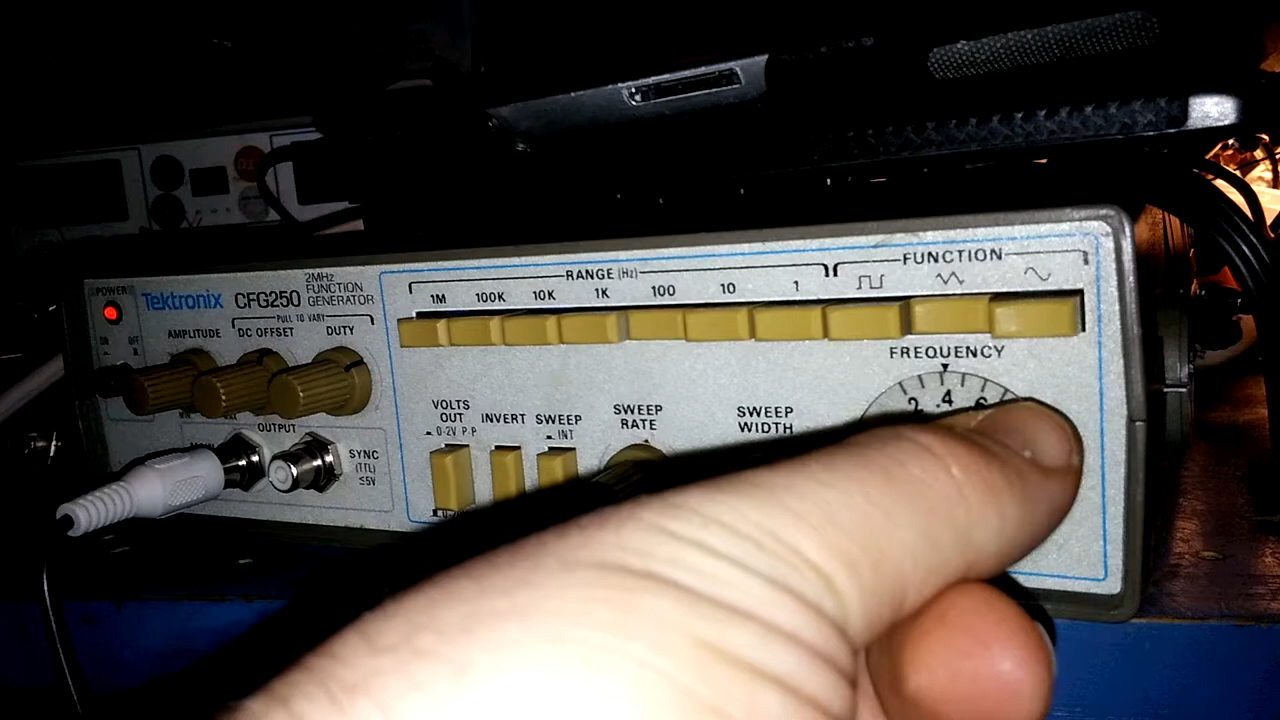 POWER
ON OFF
Tektronix CFG250
2MHz
FUNCTION
GENERATOR
PULL TO VARY
AMPLITUDE DC OFFSET DUTY
OUTPUT
SYNC
(TTL)
≤5V
RANGE (Hz)
1M 100K 10K 1K 100 10 1
FUNCTION
VOLTS
OUT
0-2V P-P
INVERT
SWEEP
INT
SWEEP
RATE
SWEEP
WIDTH
FREQUENCY
.2 .4